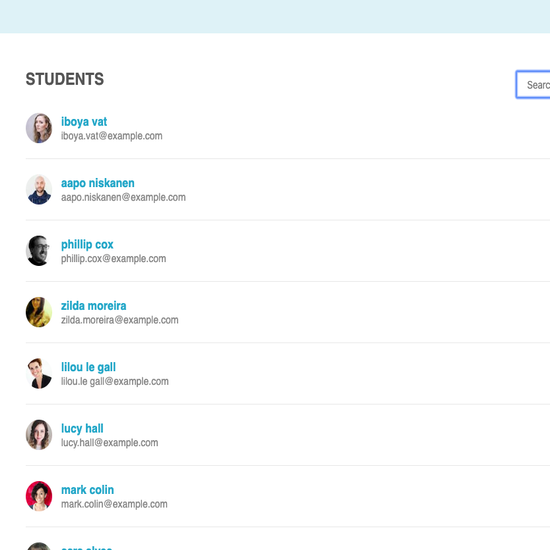 STUDENTS
Searc
iboya vat
iboya.vat@example.com
aapo niskanen
aapo.niskanen@example.com
phillip cox
phillip.cox@example.com
zilda moreira
zilda.moreira@example.com
lilou le gall
lilou.le gall@example.com
lucy hall
lucy.hall@example.com
mark colin
mark.colin@example.com